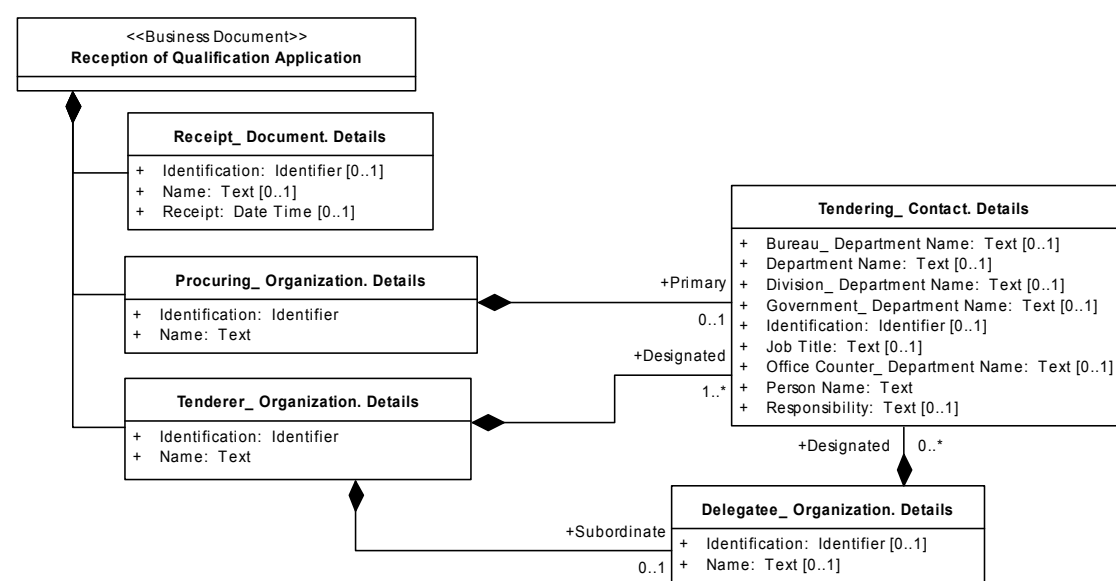 <<Business Document>>
Reception of Qualification Application
Receipt_ Document. Details
+ Identification: Identifier [0..1]
+ Name: Text [0..1]
+ Receipt: Date Time [0..1]
Procuring_ Organization. Details
+ Identification: Identifier
+ Name: Text
+Primary
0..1
Tenderer_ Organization. Details
+ Identification: Identifier
+ Name: Text
+Designated
1..*
Tendering_ Contact. Details
+ Bureau_ Department Name: Text [0..1]
+ Department Name: Text [0..1]
+ Division_ Department Name: Text [0..1]
+ Government_ Department Name: Text [0..1]
+ Identification: Identifier [0..1]
+ Job Title: Text [0..1]
+ Office Counter_ Department Name: Text [0..1]
+ Person Name: Text
+ Responsibility: Text [0..1]
+Designated 0..*
+Subordinate
0..1
Delegatee_ Organization. Details
+ Identification: Identifier [0..1]
+ Name: Text [0..1]